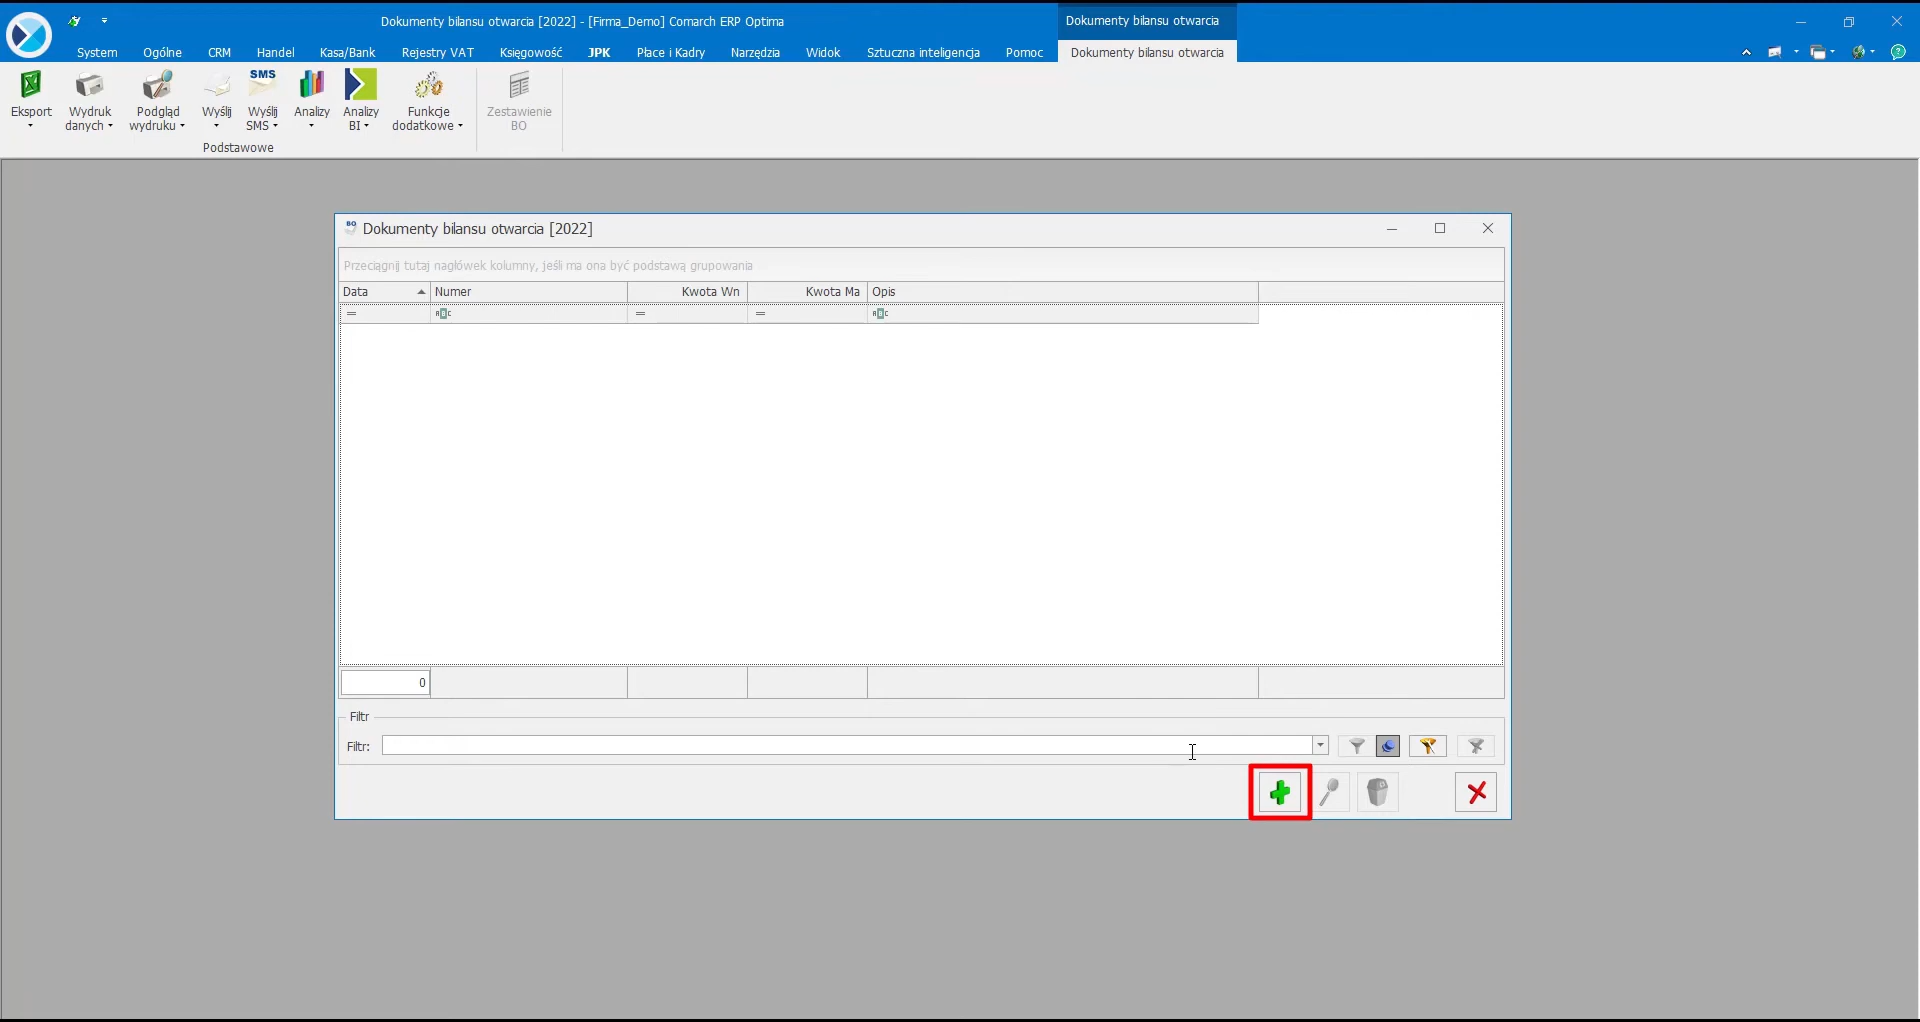 Dokumenty bilansu otwarcia [2022] - [Firma_Demo] Comarch ERP Optima
Dokumenty bilansu otwarcia
System Ogólne CRM Handel Kasa/Bank Rejestry VAT Księgowość JPK Płace i Kadry Narzędzia Widok Sztuczna inteligencja Pomoc Dokumenty bilansu otwarcia
SMS
Eksport Wydruk danych Podgląd wydruku Wyślij Wyślij SMS Analizy Analizy BI Funkcje dodatkowe Zestawienie BO
Podstawowe
BO Dokumenty bilansu otwarcia [2022]
Przeciągnij tutaj nagłówek kolumny, jeśli ma ona być podstawą grupowania
Data Numer Kwota Wn Kwota Ma Opis
= ABC = = ABC
0
Filtr
Filtr: